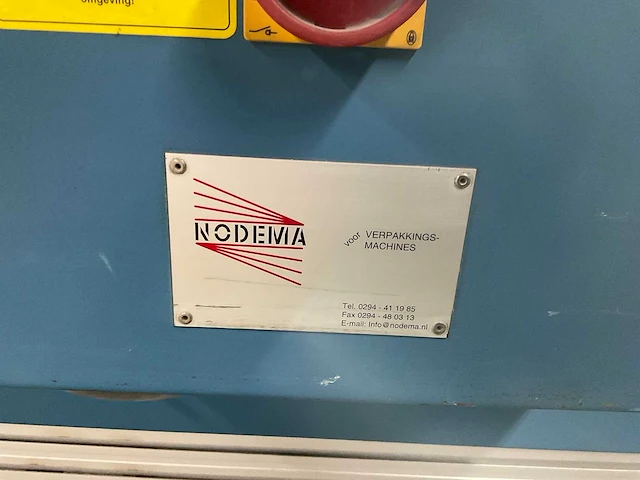 omgeving!
NODEMA
voor VERPAKKINGS-
MACHINES
Tel. 0294 - 41 19 85
Fax 0294 - 48 03 13
E-mail: Info@nodema.nl